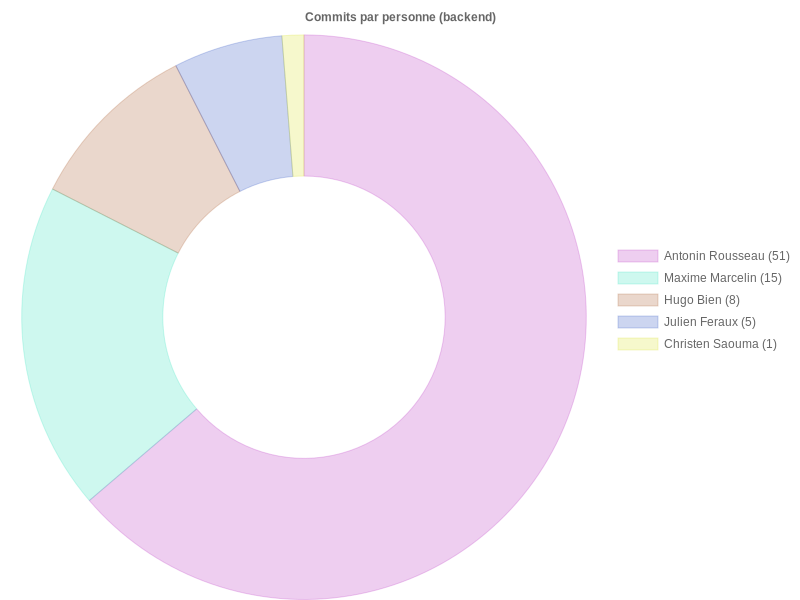 Commits par personne (backend)
Antonin Rousseau (51)
Maxime Marcelin (15)
Hugo Bien (8)
Julien Feraux (5)
Christen Saouma (1)